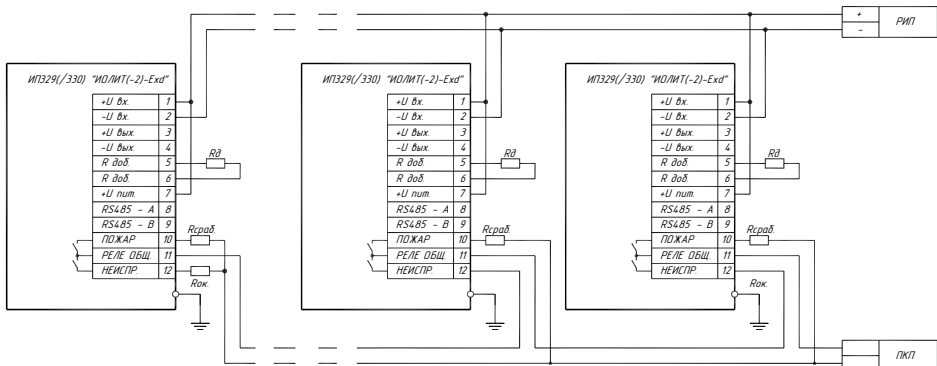 + РИП
-
ИП329(/330) "ИОЛИТ(-2)-Exd"
+U вх. 1
-U вх. 2
+U вых. 3
-U вых. 4
R доб. 5
R доб. 6
+U пит. 7
RS485 - A 8
RS485 - B 9
ПОЖАР 10
РЕЛЕ ОБЩ. 11
НЕИСПР. 12
Rд
Rсраб.
Rок.
ИП329(/330) "ИОЛИТ(-2)-Exd"
+U вх. 1
-U вх. 2
+U вых. 3
-U вых. 4
R доб. 5
R доб. 6
+U пит. 7
RS485 - A 8
RS485 - B 9
ПОЖАР 10
РЕЛЕ ОБЩ. 11
НЕИСПР. 12
Rд
Rсраб.
ИП329(/330) "ИОЛИТ(-2)-Exd"
+U вх. 1
-U вх. 2
+U вых. 3
-U вых. 4
R доб. 5
R доб. 6
+U пит. 7
RS485 - A 8
RS485 - B 9
ПОЖАР 10
РЕЛЕ ОБЩ. 11
НЕИСПР. 12
Rд
Rсраб.
Rок.
ПКП